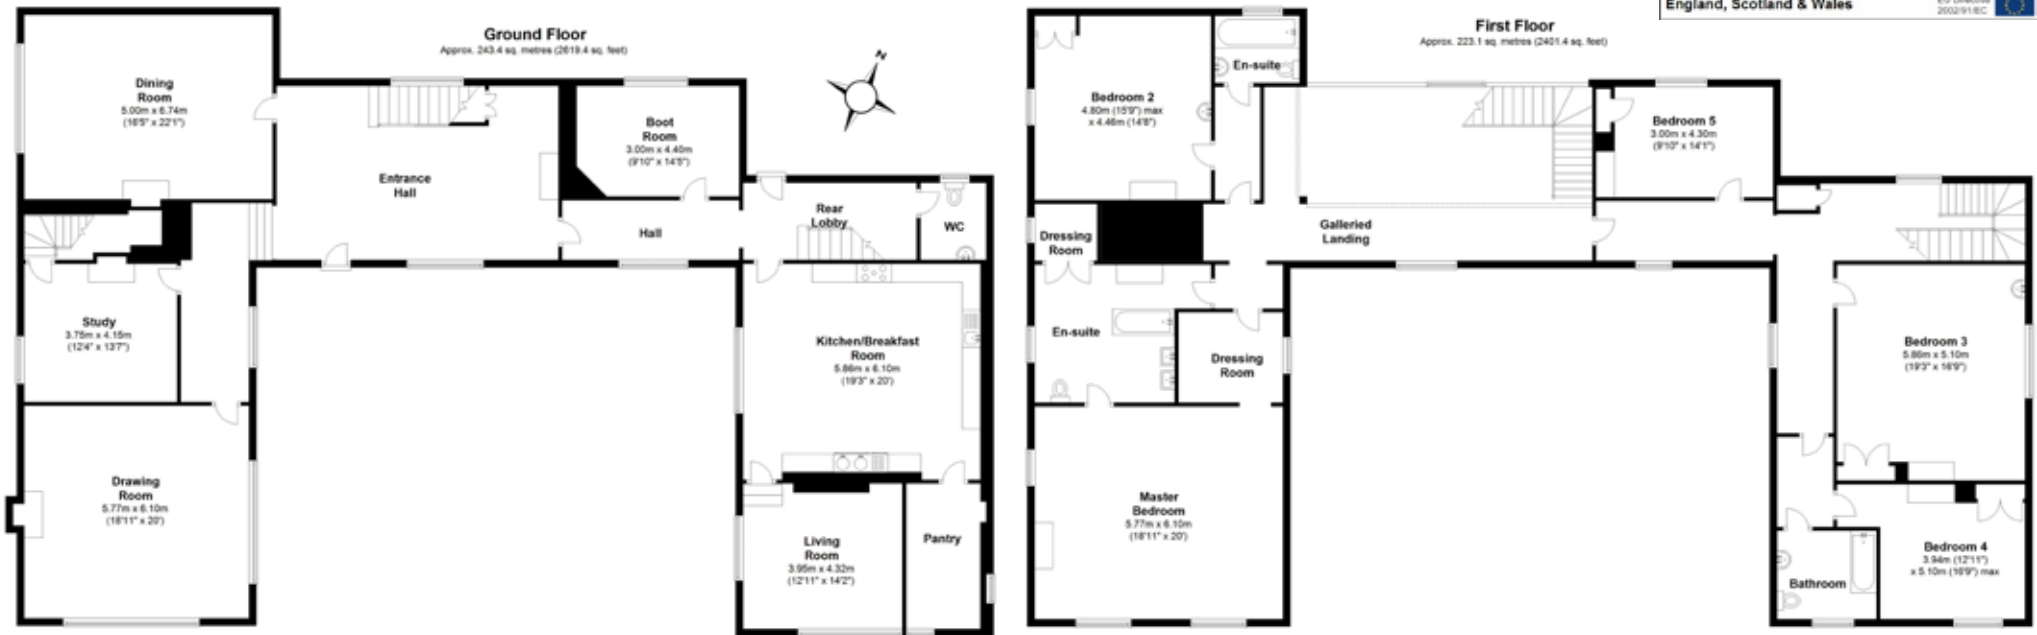 Ground Floor
Approx. 243.4 sq. metres (2619.4 sq. feet)
Dining
Room
5.00m x 6.74m
(16'5" x 22'1")
Entrance
Hall
Boot
Room
3.00m x 4.40m
(9'10" x 14'5")
N
Hall
Rear
Lobby
WC
Study
3.75m x 4.15m
(12'4" x 13'7")
Kitchen/Breakfast
Room
5.86m x 6.10m
(19'3" x 20')
Drawing
Room
5.77m x 6.10m
(18'11" x 20')
Living
Room
3.95m x 4.32m
(12'11" x 14'2")
Pantry
First Floor
Approx. 223.1 sq. metres (2401.4 sq. feet)
England, Scotland & Wales
EU Directive
2002/91/EC
Bedroom 2
4.80m (15'9") max
x 4.46m (14'8")
En-suite
Bedroom 5
3.00m x 4.30m
(9'10" x 14'1")
Dressing
Room
Galleried
Landing
En-suite
Dressing
Room
Bedroom 3
5.86m x 5.10m
(19'3" x 16'9")
Master
Bedroom
5.77m x 6.10m
(18'11" x 20')
Bathroom
Bedroom 4
3.94m (12'11")
x 5.10m (16'9") max